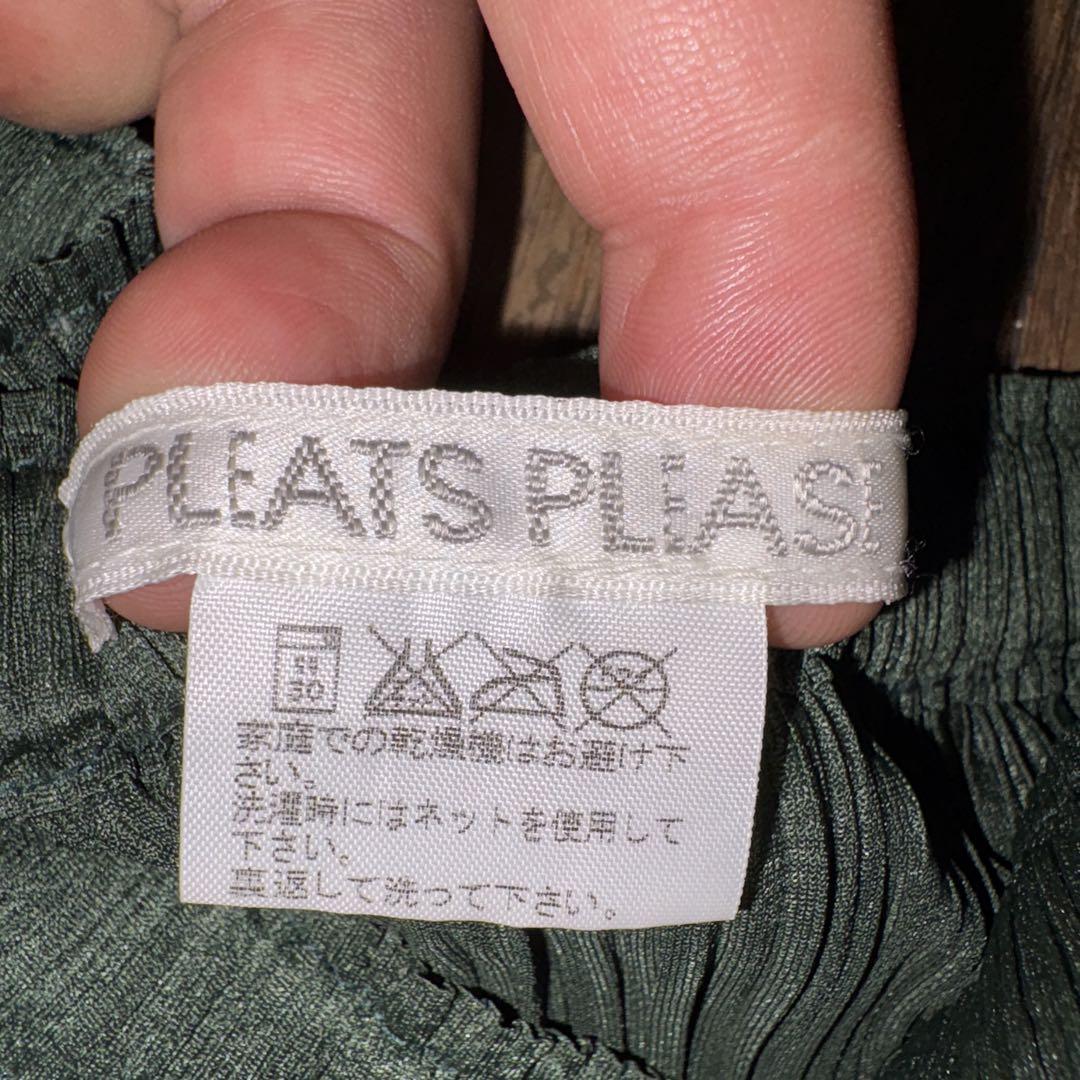 PLEATS PLEASE
30
家庭での乾燥機はお避け下
さい。
洗濯時にはネットを使用して
下さい。
裏返して洗って下さい。